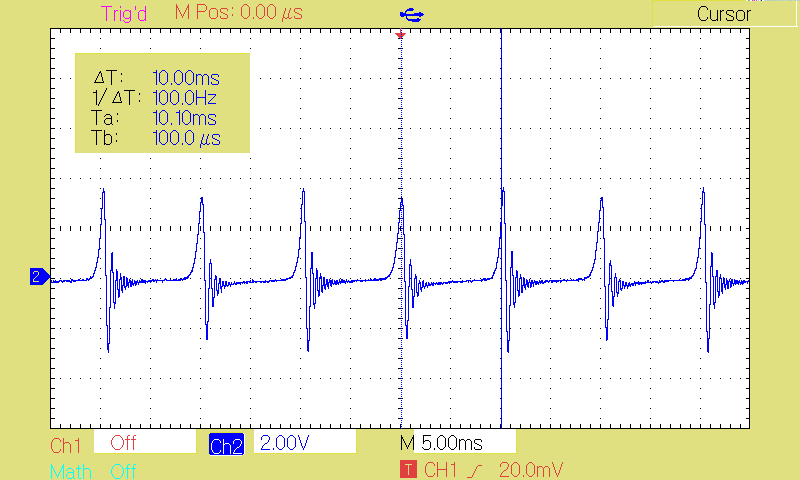 Trig'd M Pos: 0.00 µs Cursor
ΔT: 10.00ms
1/ΔT: 100.0Hz
Ta: 10.10ms
Tb: 100.0 µs
2
Ch1 Off Ch2 2.00V M 5.00ms
Math Off T CH1 20.0mV